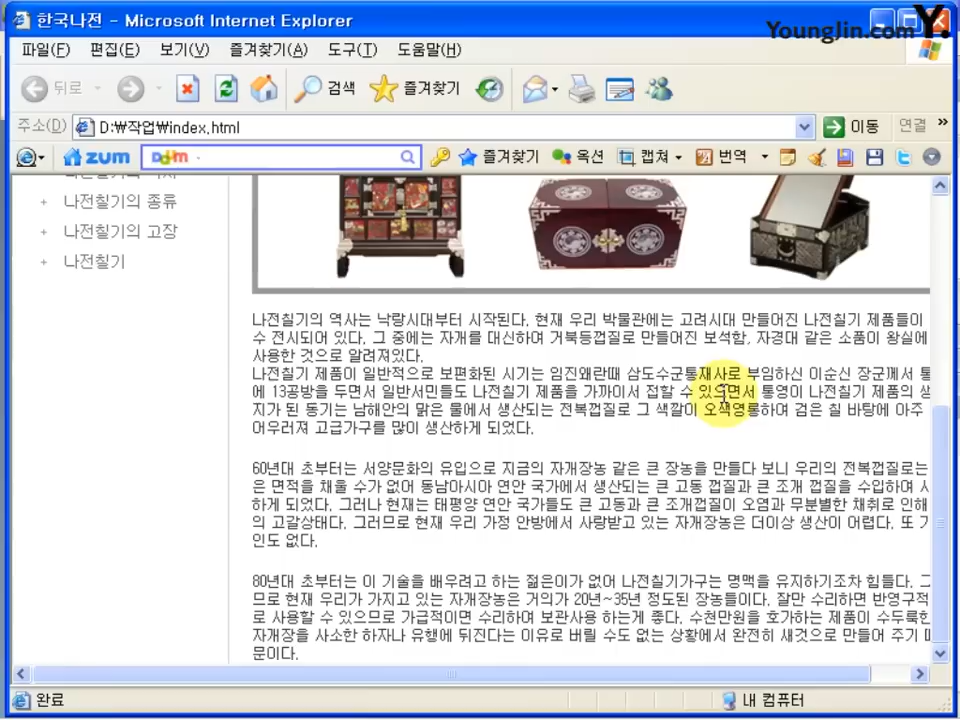 한국나전 - Microsoft Internet Explorer
YoungJin.com Y.
파일(F) 편집(E) 보기(V) 즐겨찾기(A) 도구(T) 도움말(H)
뒤로 검색 즐겨찾기
주소(D) D:₩작업₩index.html 이동 연결 »
zum Daum 즐겨찾기 옥션 캡쳐 번역
+ 나전칠기의 종류
+ 나전칠기의 고장
+ 나전칠기
나전칠기의 역사는 낙랑시대부터 시작된다. 현재 우리 박물관에는 고려시대 만들어진 나전칠기 제품들이
수 전시되어 있다. 그 중에는 자개를 대신하여 거북등껍질로 만들어진 보석함, 자경대 같은 소품이 왕실에
사용한 것으로 알려져있다.
나전칠기 제품이 일반적으로 보편화된 시기는 임진왜란때 삼도수군통재사로 부임하신 이순신 장군께서 통
에 13공방을 두면서 일반서민들도 나전칠기 제품을 가까이서 접할 수 있으면서 통영이 나전칠기 제품의 생
지가 된 동기는 남해안의 맑은 물에서 생산되는 전복껍질로 그 색깔이 오색영롱하여 검은 칠 바탕에 아주
어우러져 고급가구를 많이 생산하게 되었다.
60년대 초부터는 서양문화의 유입으로 지금의 자개장농 같은 큰 장농을 만들다 보니 우리의 전복껍질로는
은 면적을 채울 수가 없어 동남아시아 연안 국가에서 생산되는 큰 고동 껍질과 큰 조개 껍질을 수입하여 시
하게 되었다. 그러나 현재는 태평양 연안 국가들도 큰 고동과 큰 조개껍질이 오염과 무분별한 채취로 인해
의 고갈상태다. 그러므로 현재 우리 가정 안방에서 사랑받고 있는 자개장농은 더이상 생산이 어렵다. 또 기
인도 없다.
80년대 초부터는 이 기술을 배우려고 하는 젊은이가 없어 나전칠기가구는 명맥을 유지하기조차 힘들다. 그
므로 현재 우리가 가지고 있는 자개장농은 거의가 20년~35년 정도된 장농들이다. 잘만 수리하면 반영구적
로 사용할 수 있으므로 가급적이면 수리하여 보관사용 하는게 좋다. 수천만원을 호가하는 제품이 수두룩한
자개장을 사소한 하자나 유행에 뒤진다는 이유로 버릴 수도 없는 상황에서 완전히 새것으로 만들어 주기 때
문이다.
완료 내 컴퓨터